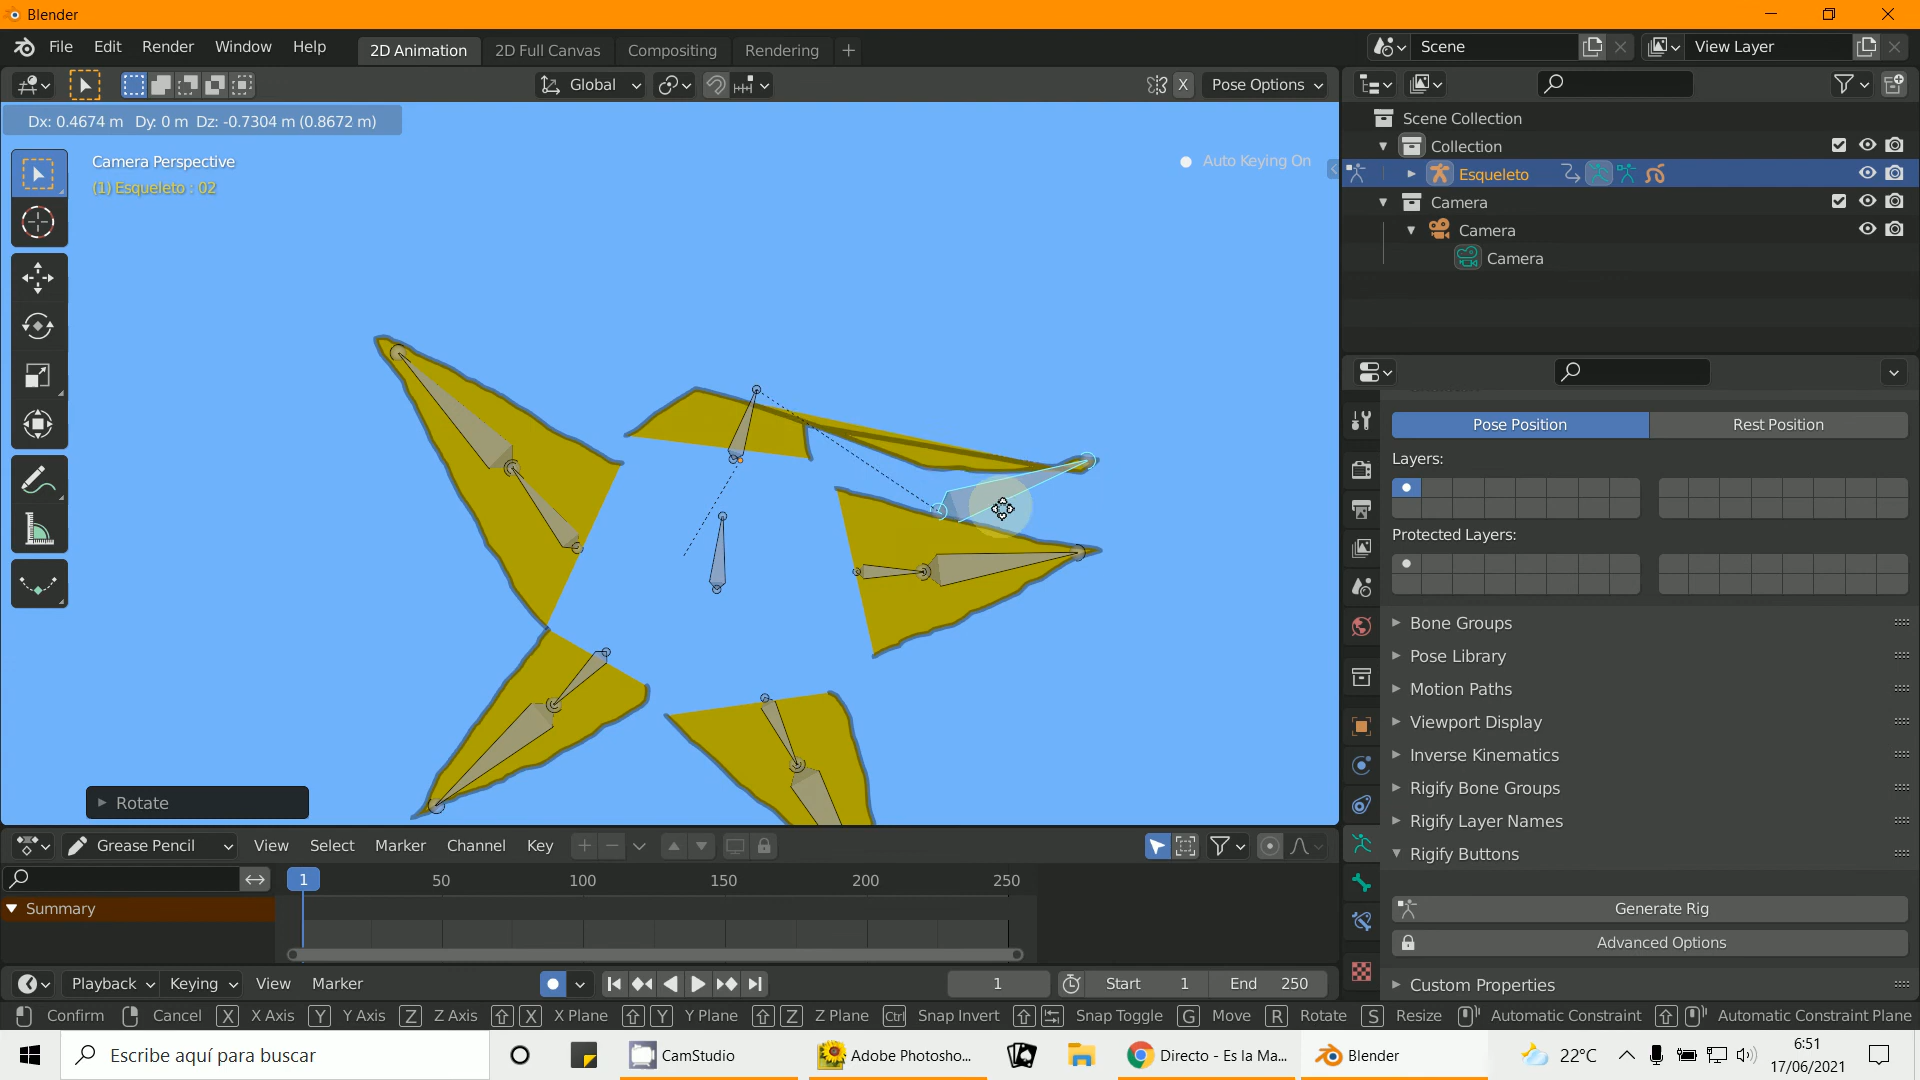 Blender
File Edit Render Window Help 2D Animation 2D Full Canvas Compositing Rendering Scene View Layer
Global X Pose Options
Dx: 0.4674 m Dy: 0 m Dz: -0.7304 m (0.8672 m)
Camera Perspective
(1) Esqueleto : 02
Auto Keying On
Rotate
Scene Collection
Collection
Esqueleto
Camera
Camera
Camera
Pose Position Rest Position
Layers:
Protected Layers:
Bone Groups
Pose Library
Motion Paths
Viewport Display
Inverse Kinematics
Rigify Bone Groups
Rigify Layer Names
Rigify Buttons
Generate Rig
Advanced Options
Custom Properties
Grease Pencil View Select Marker Channel Key
1 50 100 150 200 250
Summary
Playback Keying View Marker 1 Start 1 End 250
Confirm Cancel X X Axis Y Y Axis Z Z Axis X X Plane Y Y Plane Z Z Plane Ctrl Snap Invert Snap Toggle G Move R Rotate S Resize Automatic Constraint Automatic Constraint Plane
Escribe aquí para buscar CamStudio Adobe Photosho... Directo - Es la Ma... Blender 22°C 6:51
17/06/2021